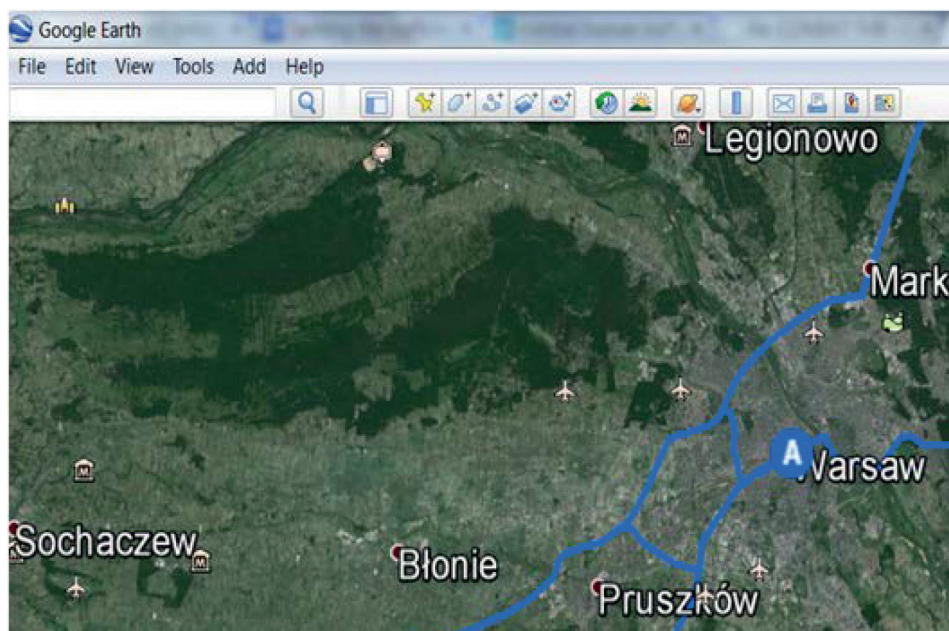 Google Earth
File Edit View Tools Add Help
Legionowo
Mark
A
Warsaw
Sochaczew
Błonie
Pruszków